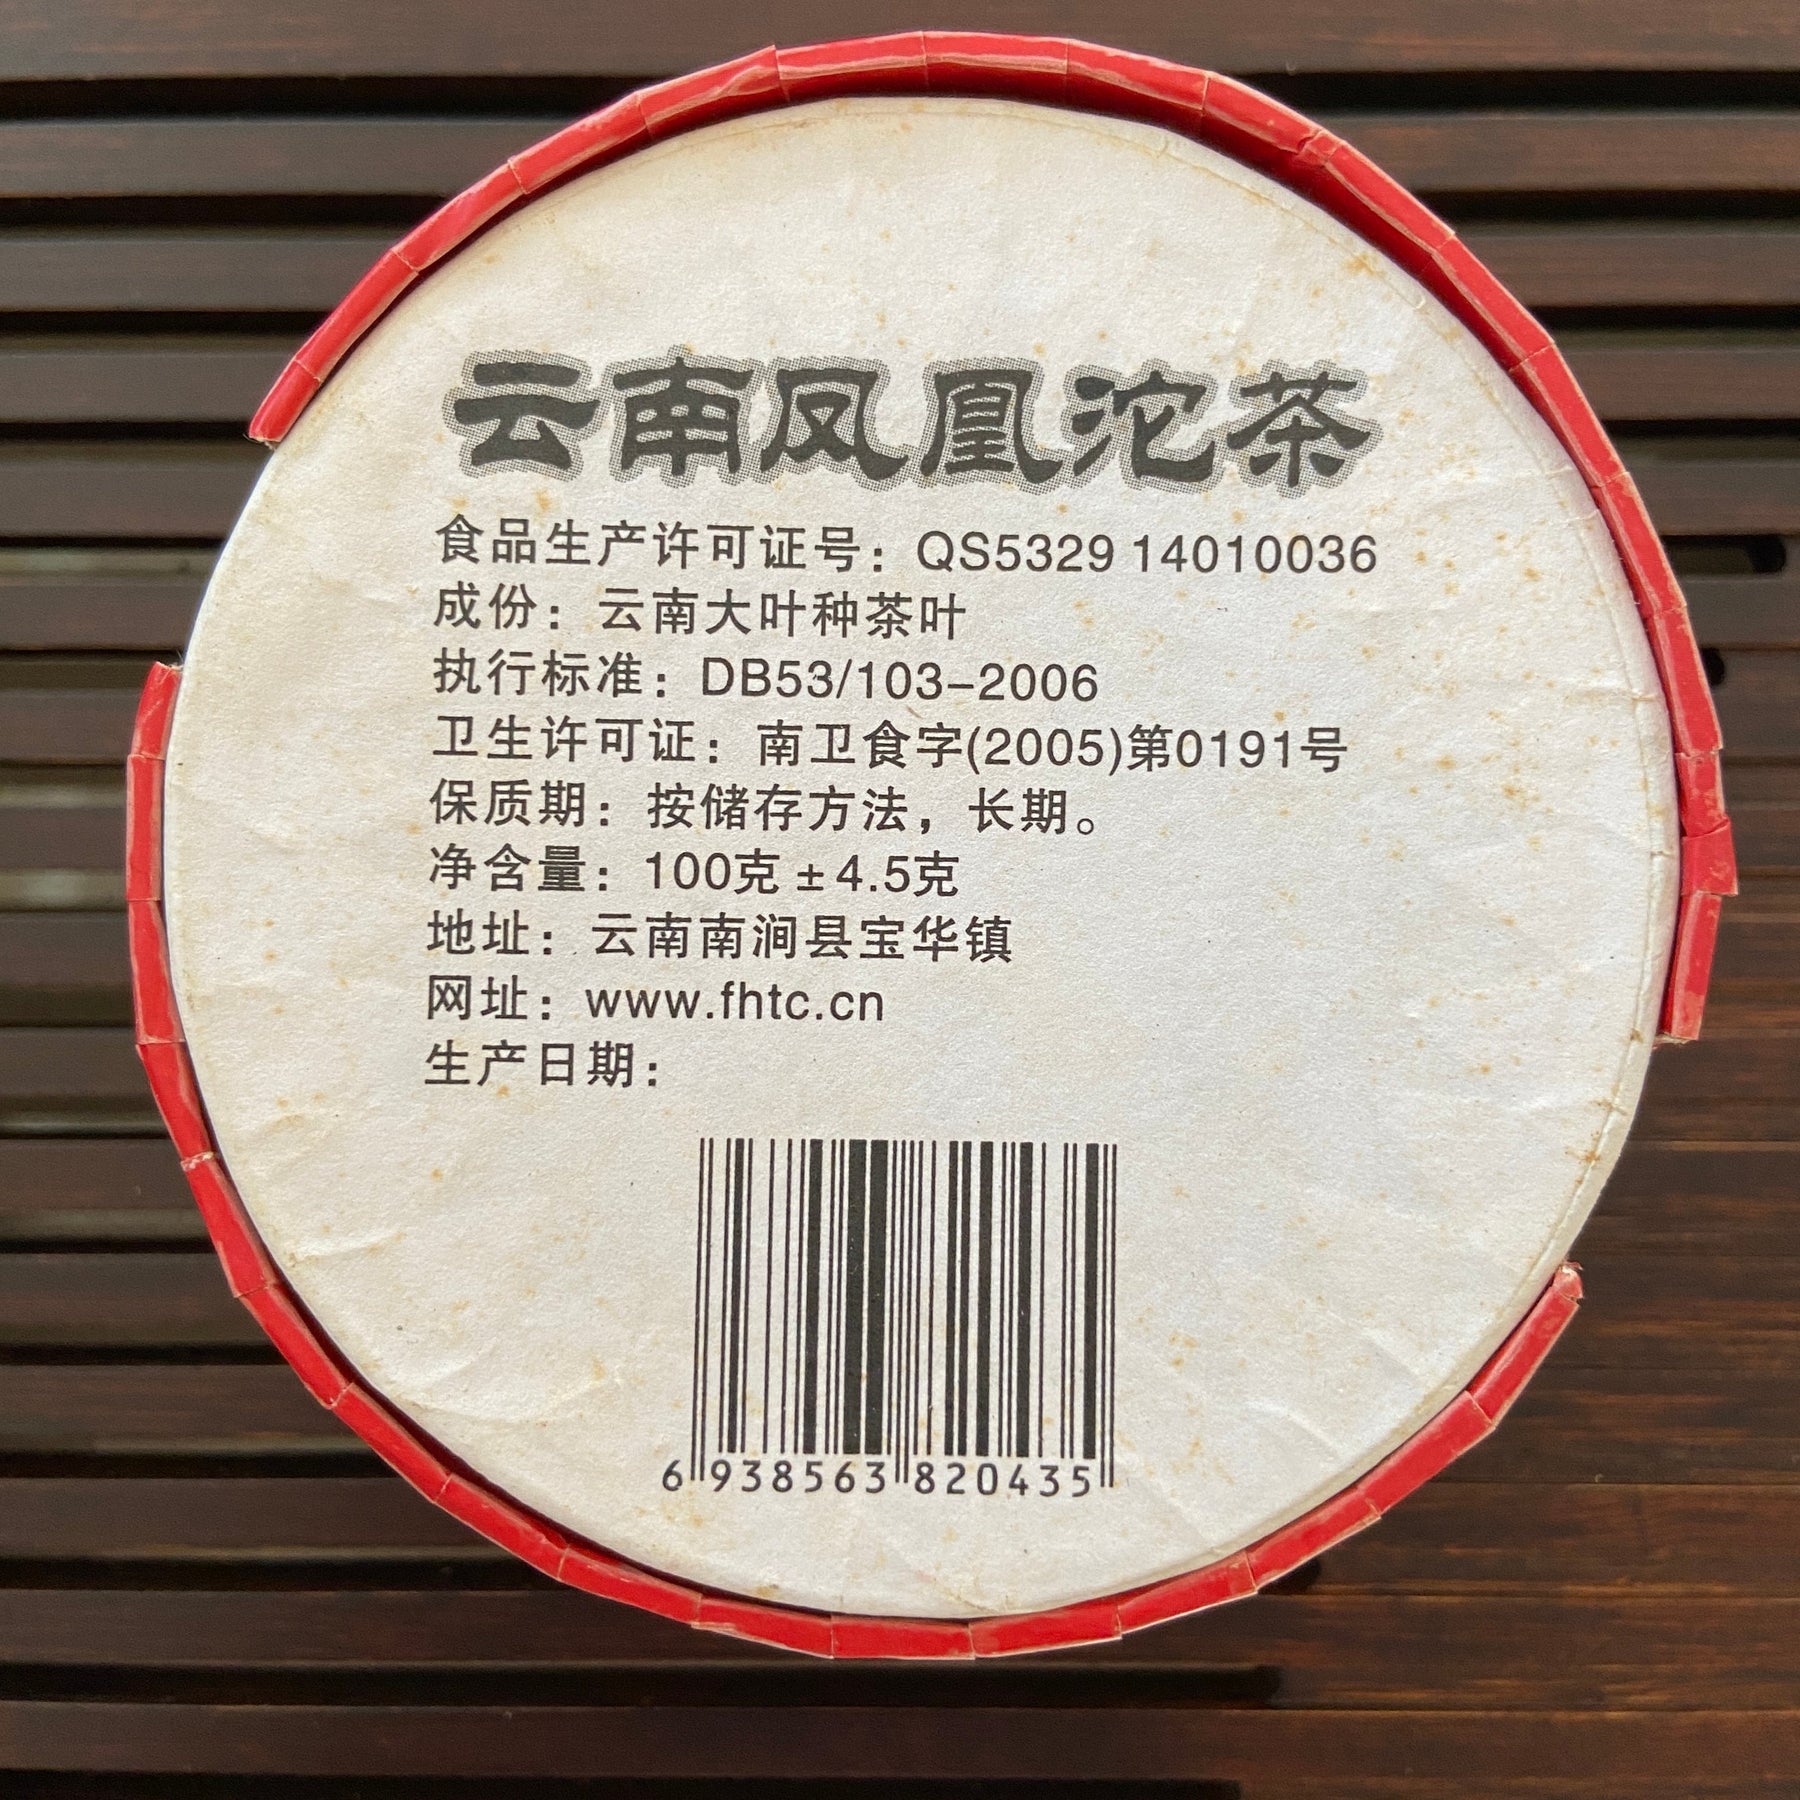 云南凤凰沱茶
食品生产许可证号：QS5329 14010036
成份：云南大叶种茶叶
执行标准：DB53/103-2006
卫生许可证：南卫食字(2005)第0191号
保质期：按储存方法，长期。
净含量：100克±4.5克
地址：云南南涧县宝华镇
网址：www.fhtc.cn
生产日期：
6 938563 820435